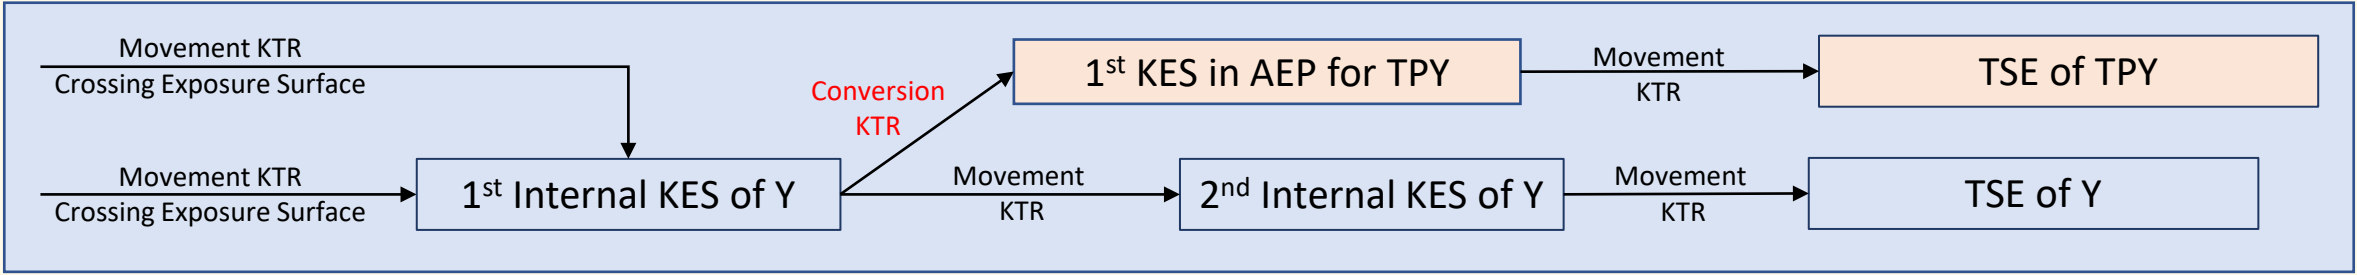 Movement KTR
Crossing Exposure Surface
Conversion
KTR
1st KES in AEP for TPY
Movement
KTR
TSE of TPY
Movement KTR
Crossing Exposure Surface
1st Internal KES of Y
Movement
KTR
2nd Internal KES of Y
Movement
KTR
TSE of Y